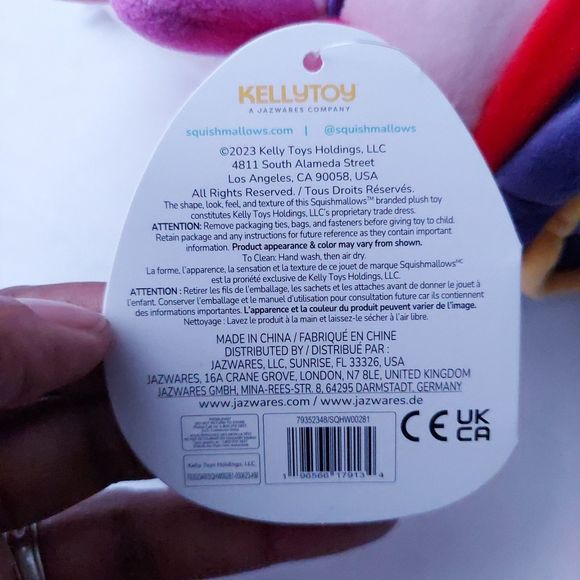 KELLYTOY
A JAZWARES COMPANY
squishmallows.com | @squishmallows
©2023 Kelly Toys Holdings, LLC
4811 South Alameda Street
Los Angeles, CA 90058, USA
All Rights Reserved. / Tous Droits Réservés.
The shape, look, feel, and texture of this Squishmallows™ branded plush toy
constitutes Kelly Toys Holdings, LLC's proprietary trade dress.
ATTENTION: Remove packaging tags, bags, and fasteners before giving toy to child.
Retain package and any instructions for future reference as they contain important
information. Product appearance & color may vary from shown.
To Clean: Hand wash, then air dry.
La forme, l'apparence, la sensation et la texture de ce jouet de marque Squishmallowsᴹᶜ
est la propriété exclusive de Kelly Toys Holdings, LLC.
ATTENTION : Retirer les fils de l'emballage, les sachets et les attaches avant de donner le jouet à
l'enfant. Conserver l'emballage et le manuel d'utilisation pour consultation future car ils contiennent
des informations importantes. L'apparence et la couleur du produit peuvent varier de l'image.
Nettoyage : Lavez le produit à la main et laissez-le sécher à l'air libre.
MADE IN CHINA / FABRIQUÉ EN CHINE
DISTRIBUTED BY / DISTRIBUÉ PAR :
JAZWARES, LLC, SUNRISE, FL 33326, USA
JAZWARES, 16A CRANE GROVE, LONDON, N7 8LE, UNITED KINGDOM
JAZWARES GMBH, MINA-REES-STR. 8, 64295 DARMSTADT, GERMANY
www.jazwares.com / www.jazwares.de
79352348/SQHW00281
1 96566 17913 4
CE UK
CA
Kelly Toys Holdings, LLC.